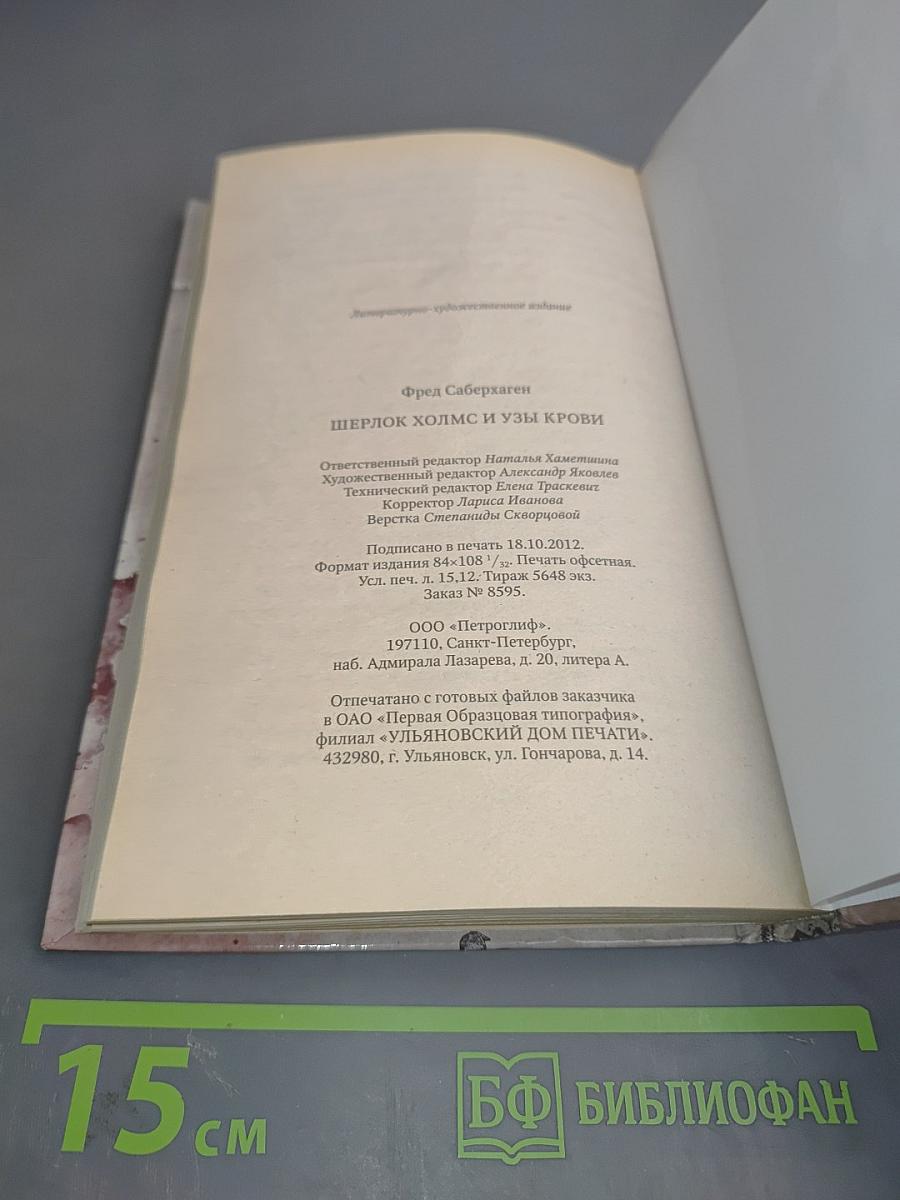 Литературно-художественное издание
Фред Саберхаген
ШЕРЛОК ХОЛМС И УЗЫ КРОВИ
Ответственный редактор Наталья Хаметшина
Художественный редактор Александр Яковлев
Технический редактор Елена Траскевич
Корректор Лариса Иванова
Верстка Степаниды Скворцовой
Подписано в печать 18.10.2012.
Формат издания 84×108 1/32. Печать офсетная.
Усл. печ. л. 15,12. Тираж 5648 экз.
Заказ № 8595.
ООО «Петроглиф».
197110, Санкт-Петербург,
наб. Адмирала Лазарева, д. 20, литера А.
Отпечатано с готовых файлов заказчика
в ОАО «Первая Образцовая типография»,
филиал «УЛЬЯНОВСКИЙ ДОМ ПЕЧАТИ».
432980, г. Ульяновск, ул. Гончарова, д. 14.
15 см
БФ БИБЛИОФАН